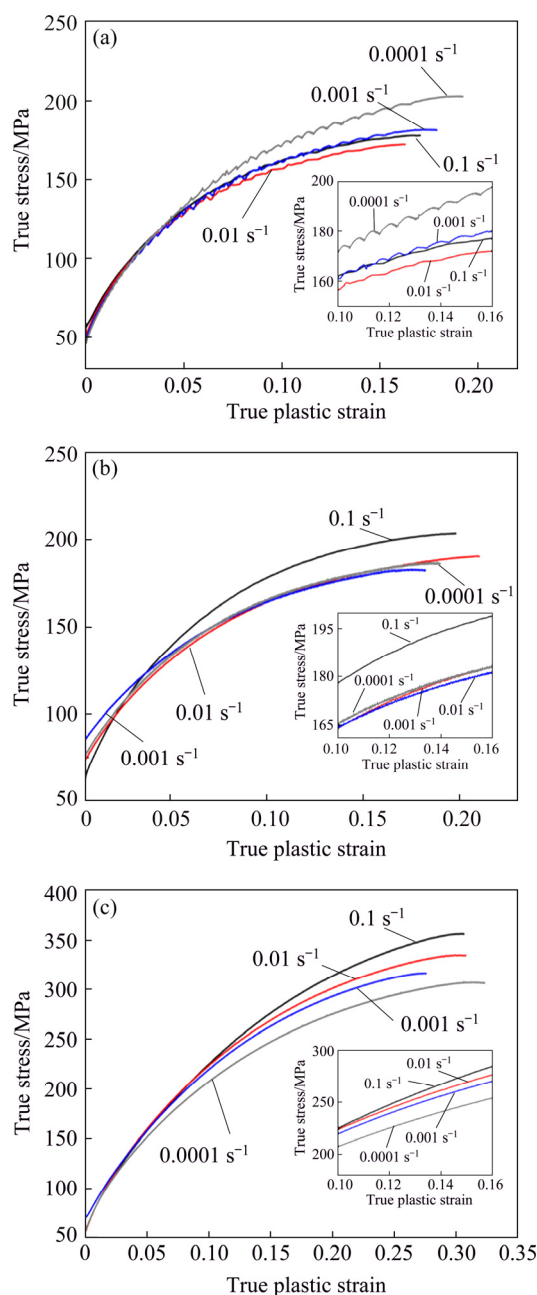 (a)
250
200
150
100
50
0
0.05
0.10
0.15
0.20
True stress/MPa
True plastic strain
0.0001 s⁻¹
0.001 s⁻¹
0.1 s⁻¹
0.01 s⁻¹
200
180
160
True stress/MPa
0.0001 s⁻¹
0.001 s⁻¹
0.1 s⁻¹
0.01 s⁻¹
0.10
0.12
0.14
0.16
True plastic strain
(b)
250
200
150
100
50
0
0.05
0.10
0.15
0.20
True stress/MPa
True plastic strain
0.1 s⁻¹
0.0001 s⁻¹
0.01 s⁻¹
0.001 s⁻¹
195
180
165
True stress/MPa
0.1 s⁻¹
0.0001 s⁻¹
0.01 s⁻¹
0.001 s⁻¹
0.10
0.12
0.14
0.16
True plastic strain
(c)
400
350
300
250
200
150
100
50
0
0.05
0.10
0.15
0.20
0.25
0.30
0.35
True stress/MPa
True plastic strain
0.1 s⁻¹
0.01 s⁻¹
0.001 s⁻¹
0.0001 s⁻¹
300
250
200
True stress/MPa
0.01 s⁻¹
0.1 s⁻¹
0.001 s⁻¹
0.0001 s⁻¹
0.10
0.12
0.14
0.16
True plastic strain